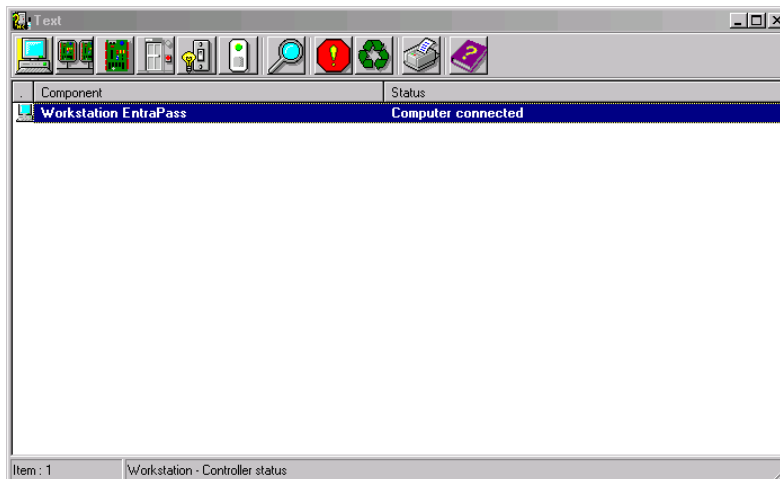 Text
. Component Status
Workstation EntraPass Computer connected
Item : 1 Workstation - Controller status